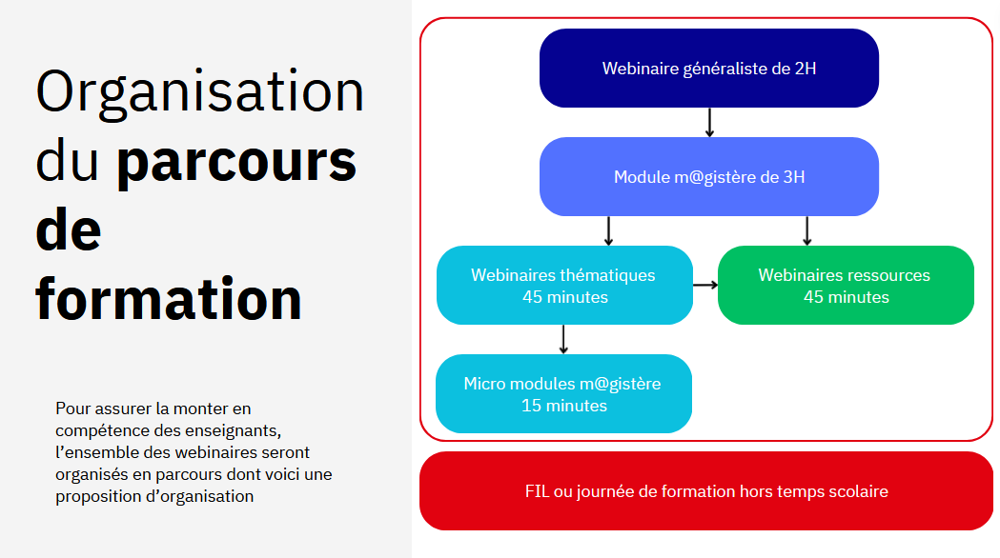 Organisation
du parcours
de
formation
Pour assurer la monter en
compétence des enseignants,
l’ensemble des webinaires seront
organisés en parcours dont voici une
proposition d’organisation
Webinaire généraliste de 2H
Module m@gistère de 3H
Webinaires thématiques
45 minutes
Webinaires ressources
45 minutes
Micro modules m@gistère
15 minutes
FIL ou journée de formation hors temps scolaire